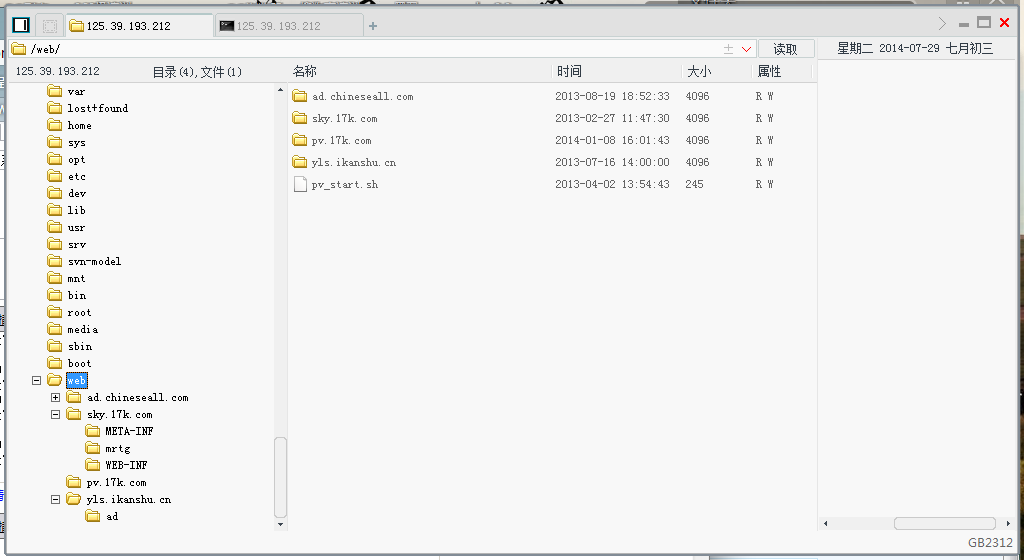 125.39.193.212
125.39.193.212
/web/
读取
星期二 2014-07-29 七月初三
125.39.193.212 目录(4),文件(1)
名称 时间 大小 属性
var
lost+found
home
sys
opt
etc
dev
lib
usr
srv
svn-model
mnt
bin
root
media
sbin
boot
web
ad.chineseall.com
sky.17k.com
META-INF
mrtg
WEB-INF
pv.17k.com
yls.ikanshu.cn
ad
ad.chineseall.com 2013-08-19 18:52:33 4096 R W
sky.17k.com 2013-02-27 11:47:30 4096 R W
pv.17k.com 2014-01-08 16:01:43 4096 R W
yls.ikanshu.cn 2013-07-16 14:00:00 4096 R W
pv_start.sh 2013-04-02 13:54:43 245 R W
GB2312